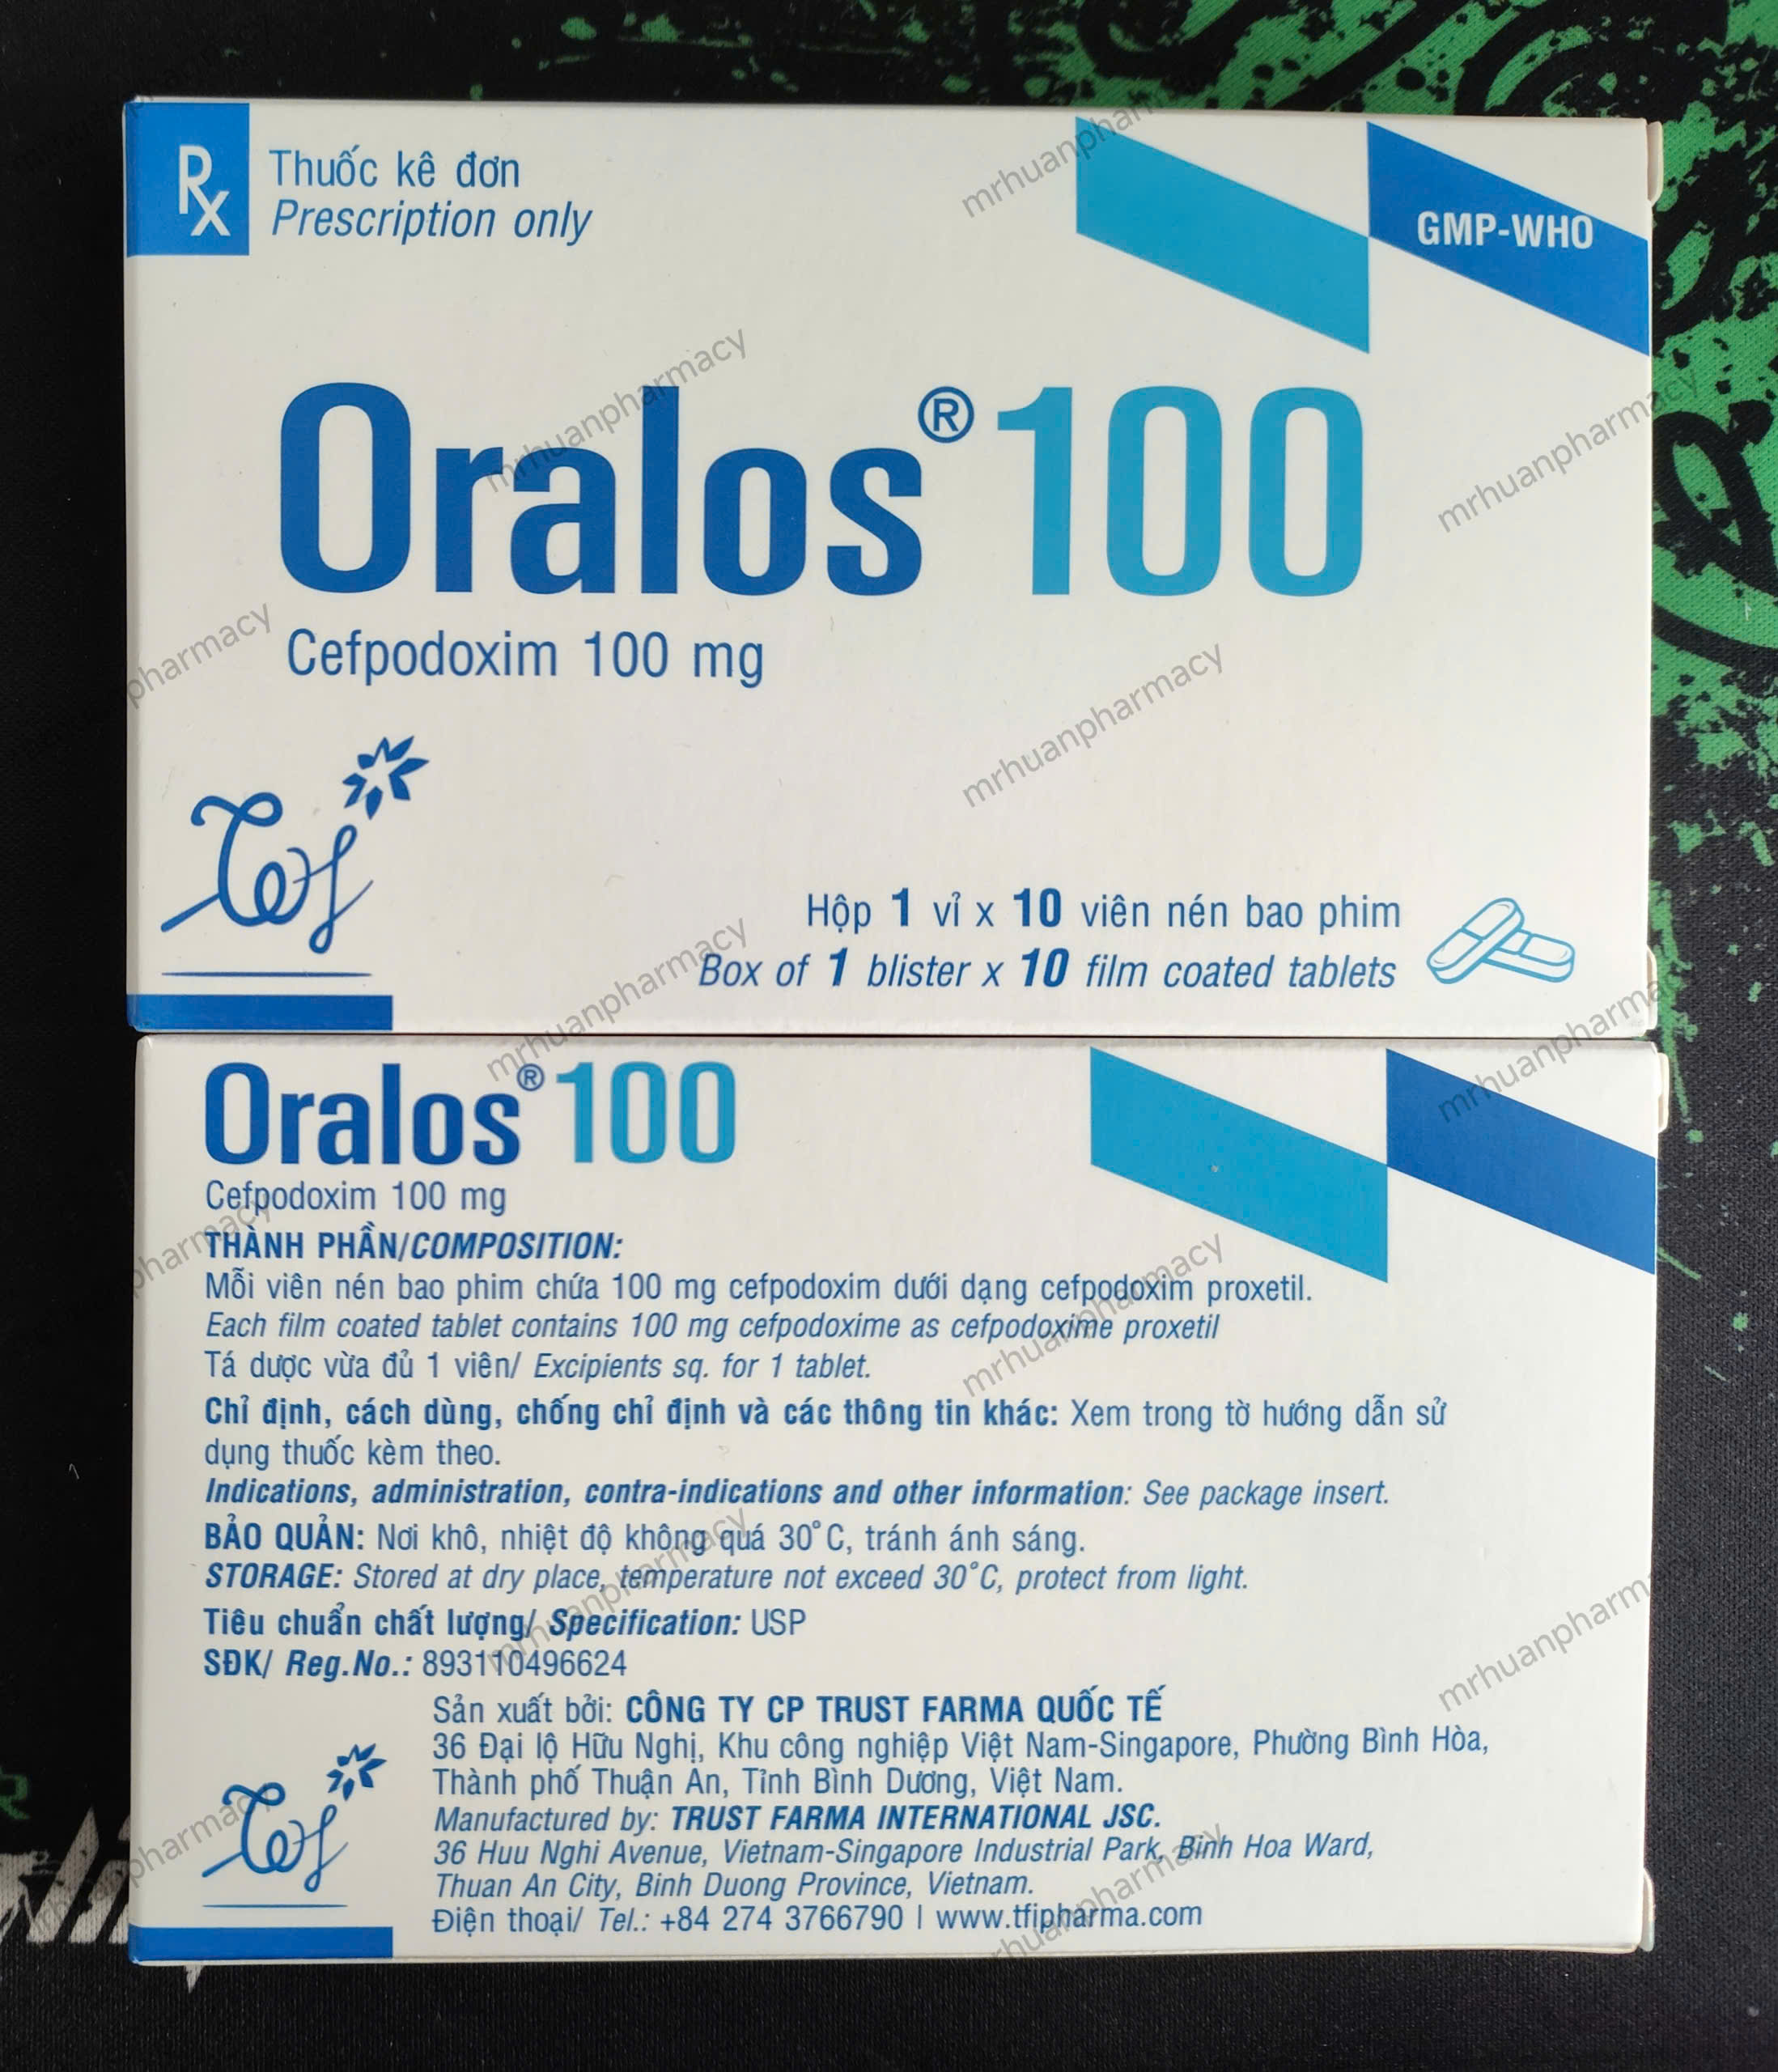 Rx
Thuốc kê đơn
Prescription only
GMP-WHO
Oralos® 100
Cefpodoxim 100 mg
Hộp 1 vỉ x 10 viên nén bao phim
Box of 1 blister x 10 film coated tablets
Oralos® 100
Cefpodoxim 100 mg
THÀNH PHẦN/COMPOSITION:
Mỗi viên nén bao phim chứa 100 mg cefpodoxim dưới dạng cefpodoxim proxetil.
Each film coated tablet contains 100 mg cefpodoxime as cefpodoxime proxetil
Tá dược vừa đủ 1 viên/ Excipients sq. for 1 tablet.
Chỉ định, cách dùng, chống chỉ định và các thông tin khác: Xem trong tờ hướng dẫn sử
dụng thuốc kèm theo.
Indications, administration, contra-indications and other information: See package insert.
BẢO QUẢN: Nơi khô, nhiệt độ không quá 30°C, tránh ánh sáng.
STORAGE: Stored at dry place, temperature not exceed 30°C, protect from light.
Tiêu chuẩn chất lượng/ Specification: USP
SĐK/ Reg.No.: 893110496624
Sản xuất bởi: CÔNG TY CP TRUST FARMA QUỐC TẾ
36 Đại lộ Hữu Nghị, Khu công nghiệp Việt Nam-Singapore, Phường Bình Hòa,
Thành phố Thuận An, Tỉnh Bình Dương, Việt Nam.
Manufactured by: TRUST FARMA INTERNATIONAL JSC.
36 Huu Nghi Avenue, Vietnam-Singapore Industrial Park, Binh Hoa Ward,
Thuan An City, Binh Duong Province, Vietnam.
Điện thoại/ Tel.: +84 274 3766790 | www.tfipharma.com
mrhuanpharmacy